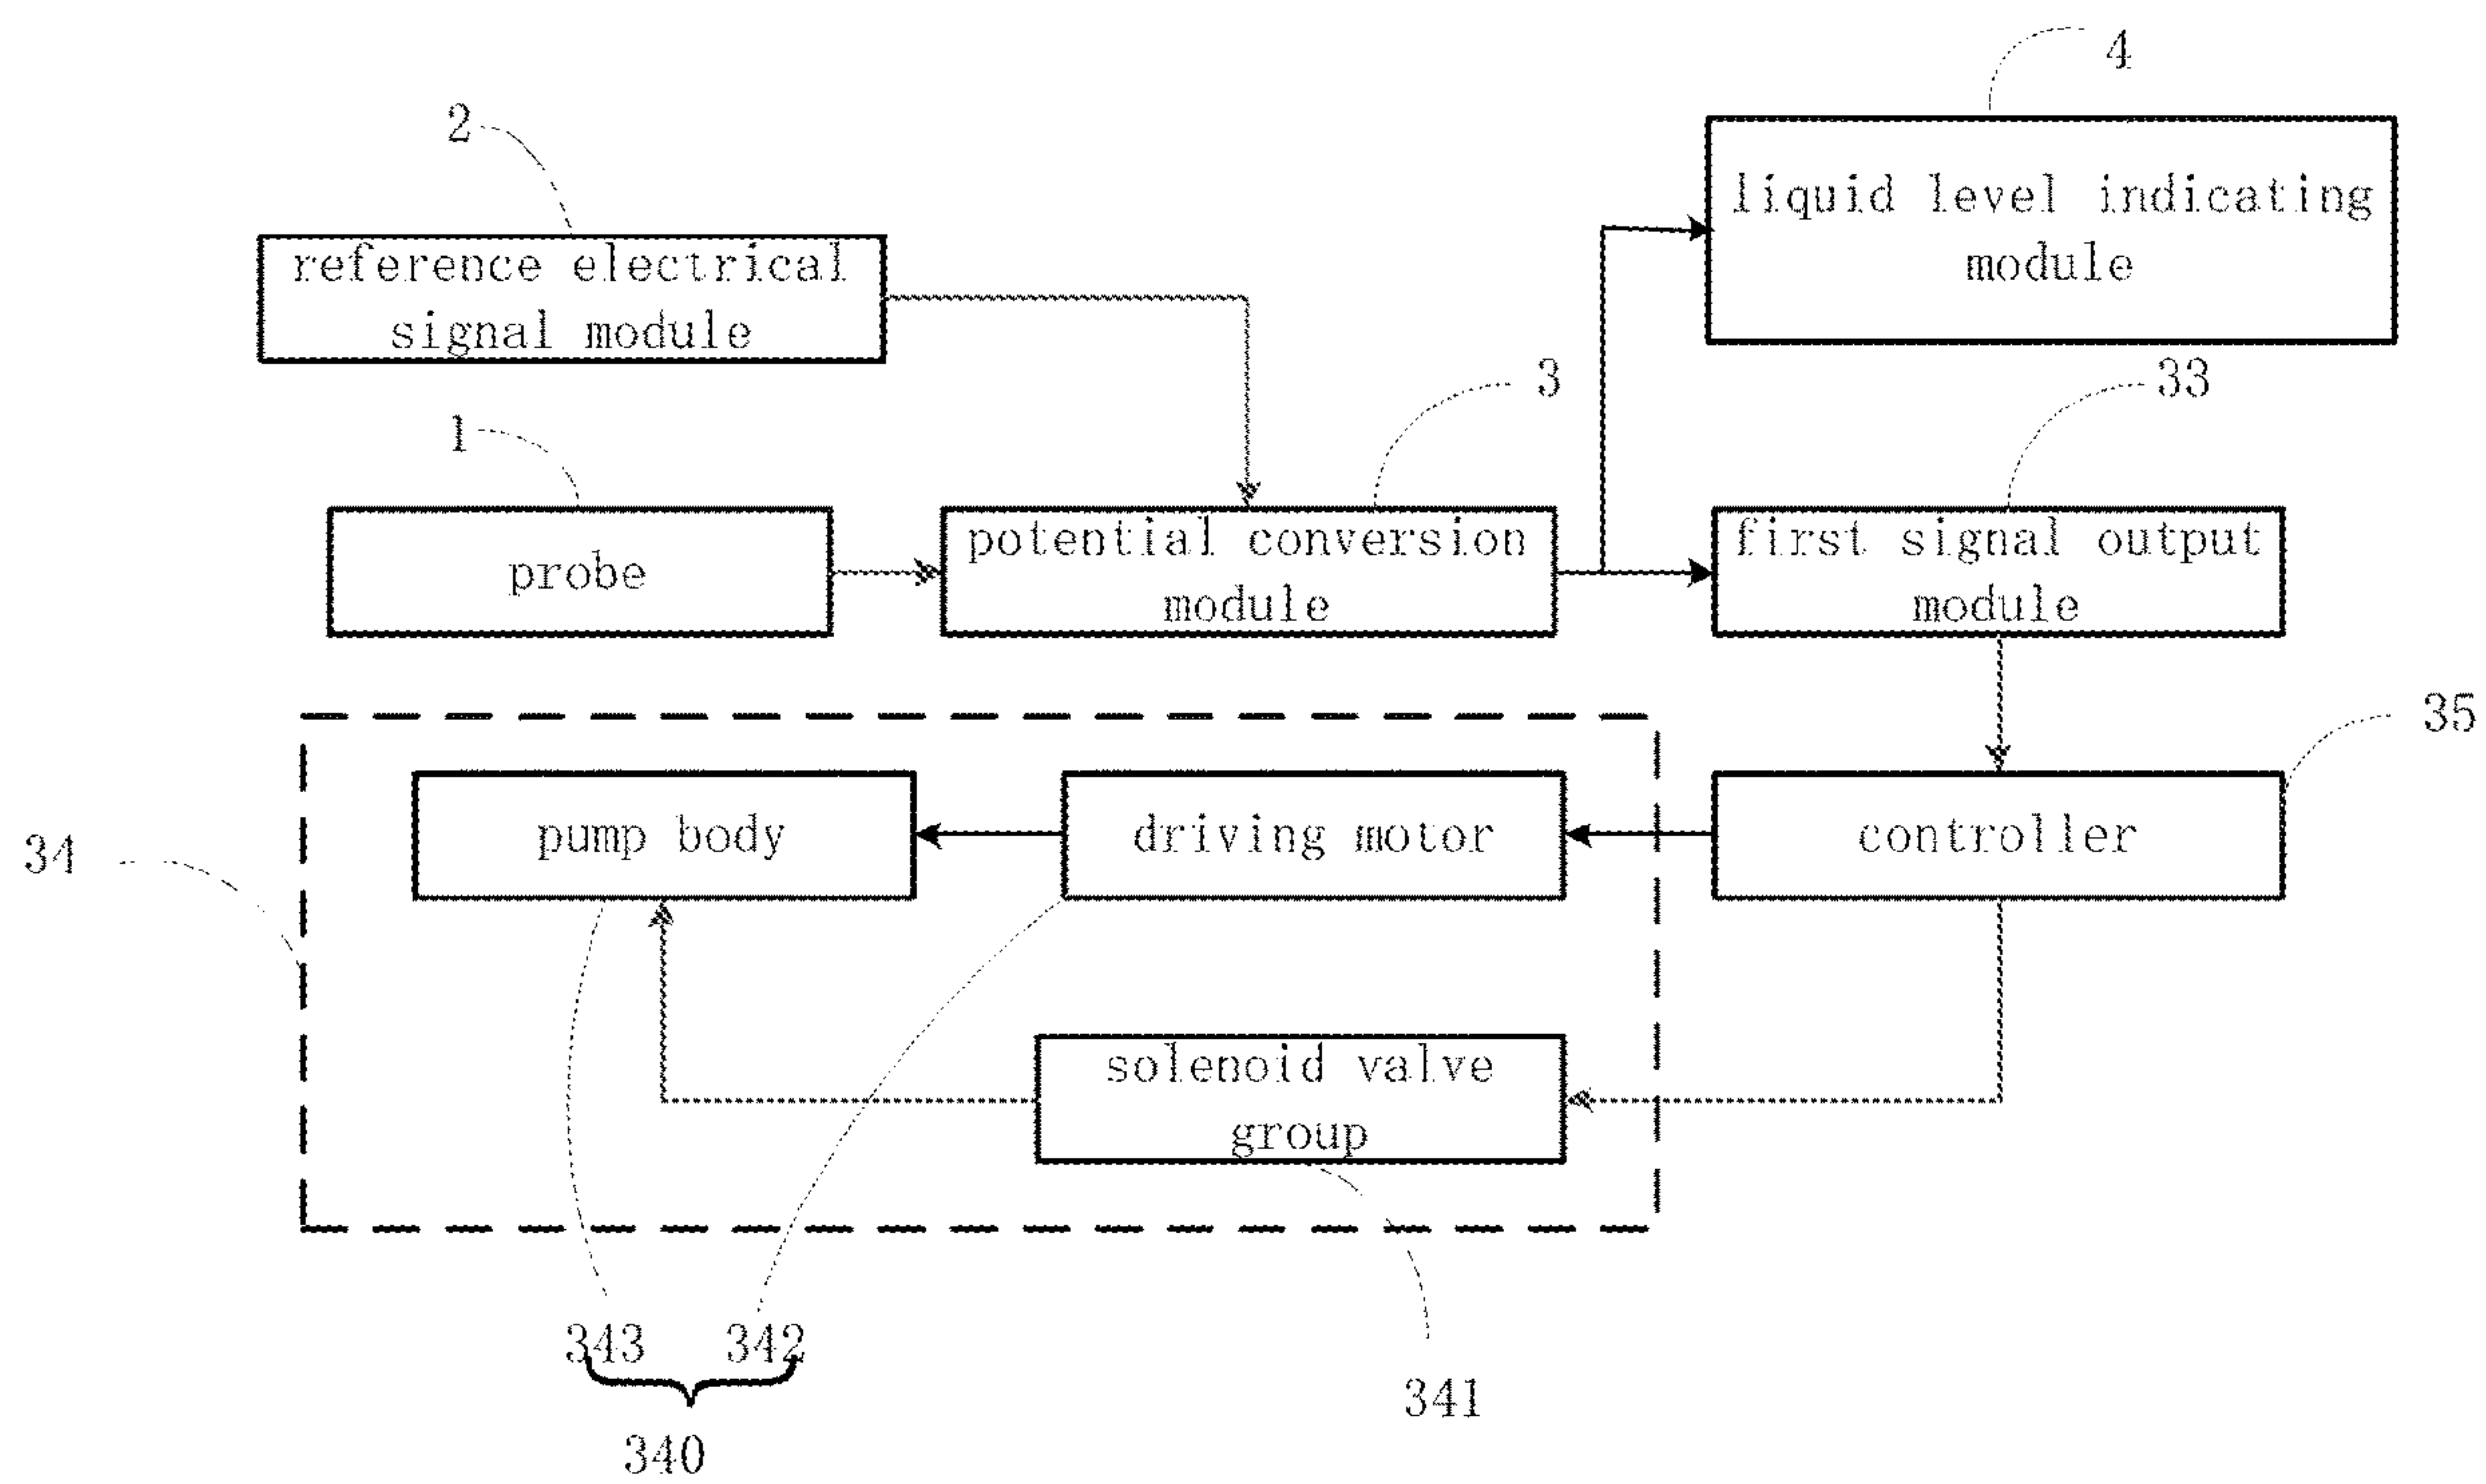 4
2
liquid level indicating
module
reference electrical
signal module
3
33
1
probe
potential conversion
module
first signal output
module
35
34
pump body
driving motor
controller
solenoid valve
group
343
342
341
340